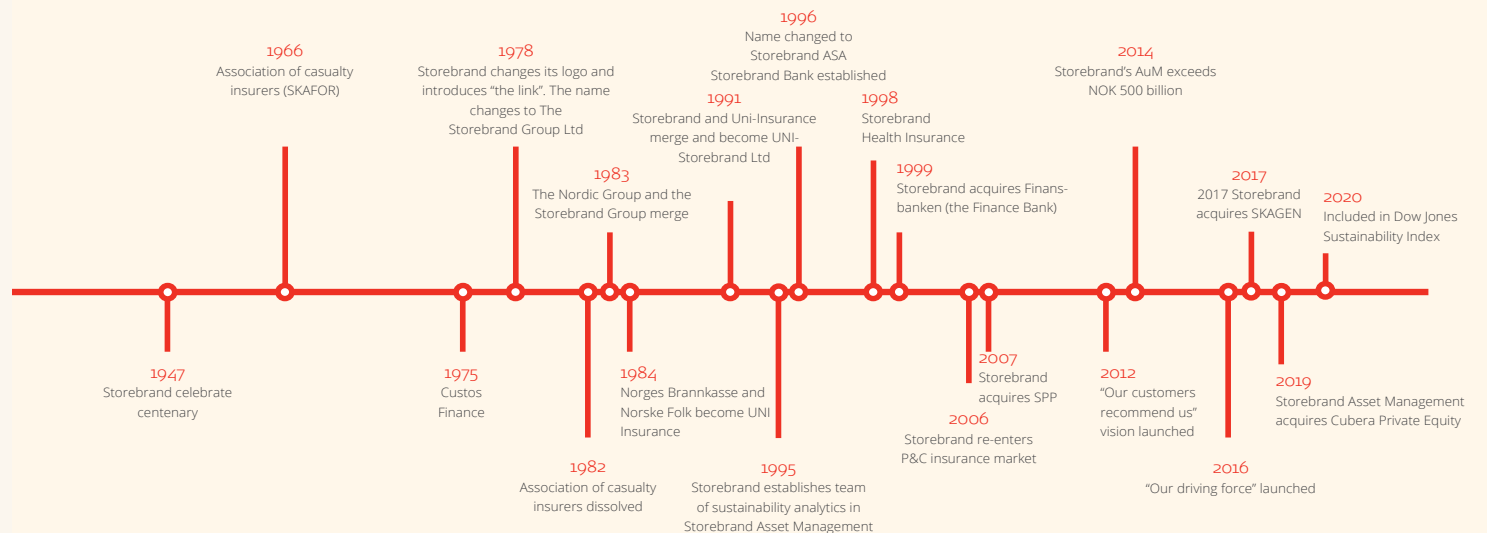 1947
Storebrand celebrate
centenary
1966
Association of casualty
insurers (SKAFOR)
1975
Custos
Finance
1978
Storebrand changes its logo and
introduces “the link”. The name
changes to The
Storebrand Group Ltd
1982
Association of casualty
insurers dissolved
1983
The Nordic Group and the
Storebrand Group merge
1984
Norges Brannkasse and
Norske Folk become UNI
Insurance
1991
Storebrand and Uni-Insurance
merge and become UNI-
Storebrand Ltd
1995
Storebrand establishes team
of sustainability analytics in
Storebrand Asset Management
1996
Name changed to
Storebrand ASA
Storebrand Bank established
1998
Storebrand
Health Insurance
1999
Storebrand acquires Finans-
banken (the Finance Bank)
2006
Storebrand re-enters
P&C insurance market
2007
Storebrand
acquires SPP
2012
“Our customers
recommend us”
vision launched
2014
Storebrand’s AuM exceeds
NOK 500 billion
2016
“Our driving force” launched
2017
2017 Storebrand
acquires SKAGEN
2019
Storebrand Asset Management
acquires Cubera Private Equity
2020
Included in Dow Jones
Sustainability Index